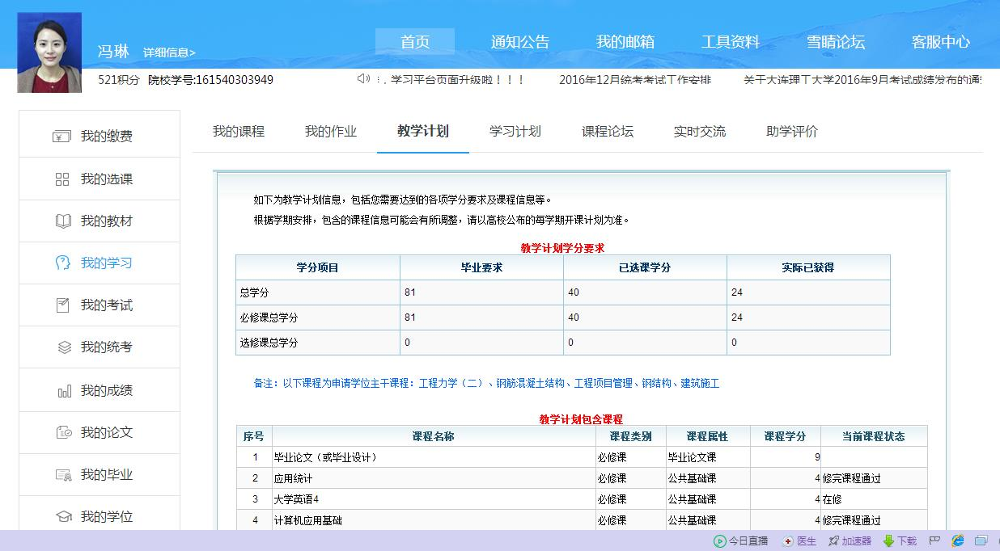 首页 通知公告 我的邮箱 工具资料 雪晴论坛 客服中心
冯琳 详细信息>
521积分 院校学号:161540303949
学习平台页面升级啦！！！ 2016年12月统考考试工作安排 关于大连理工大学2016年9月考试成绩发布的通
我的缴费
我的选课
我的教材
我的学习
我的考试
我的统考
我的成绩
我的论文
我的毕业
我的学位
我的课程 我的作业 教学计划 学习计划 课程论坛 实时交流 助学评价
如下为教学计划信息，包括您需要达到的各项学分要求及课程信息等。
根据学期安排，包含的课程信息可能会有所调整，请以高校公布的每学期开课计划为准。
教学计划学分要求
学分项目 毕业要求 已选课学分 实际已获得
总学分 81 40 24
必修课总学分 81 40 24
选修课总学分 0 0 0
备注：以下课程为申请学位主干课程：工程力学（二）、钢筋混凝土结构、工程项目管理、钢结构、建筑施工
教学计划包含课程
序号 课程名称 课程类别 课程属性 课程学分 当前课程状态
1 毕业论文（或毕业设计） 必修课 毕业论文课 9
2 应用统计 必修课 公共基础课 4 修完课程通过
3 大学英语4 必修课 公共基础课 4 在修
4 计算机应用基础 必修课 公共基础课 4 修完课程通过
今日直播 医生 加速器 下载